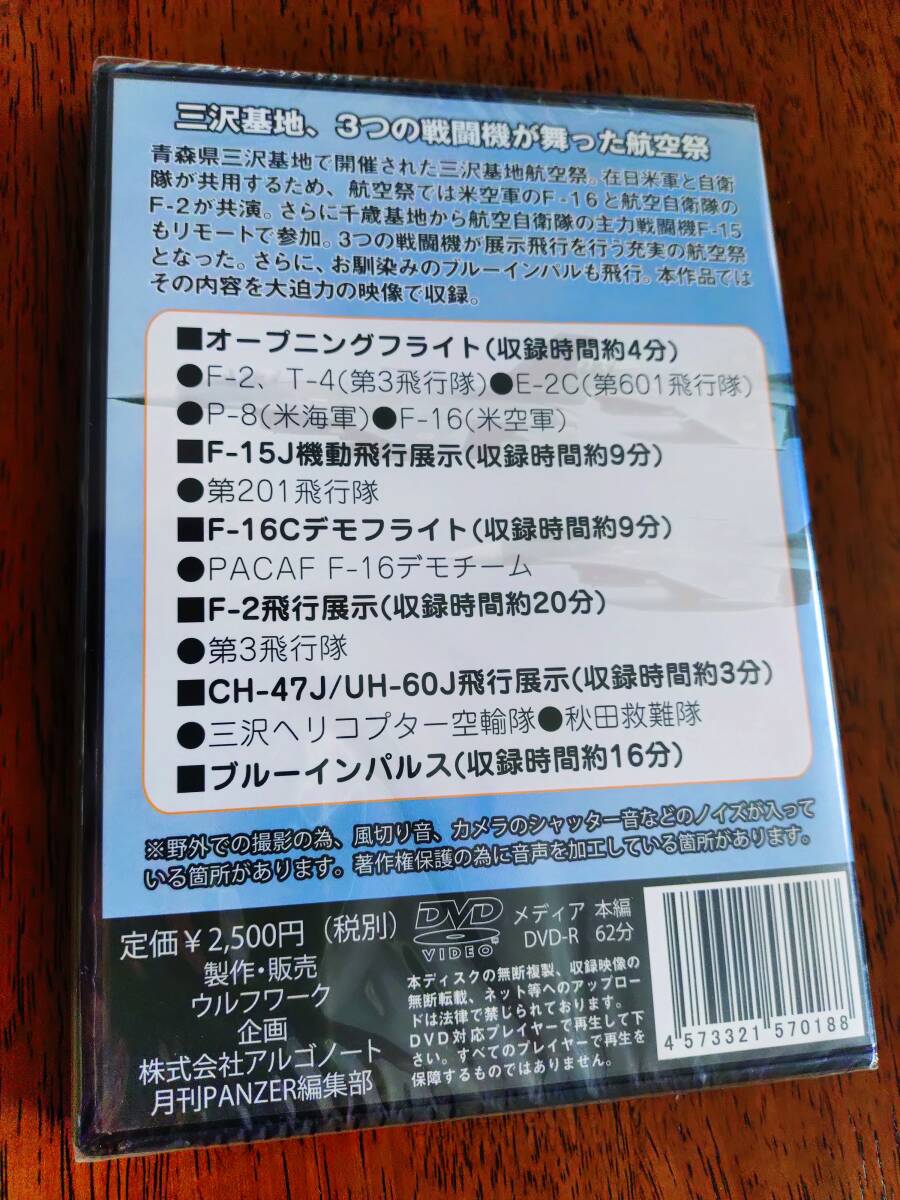 三沢基地、3つの戦闘機が舞った航空祭
青森県三沢基地で開催された三沢基地航空祭。在日米軍と自衛
隊が共用するため、航空祭では米空軍のF-16と航空自衛隊の
F-2が共演。さらに千歳基地から航空自衛隊の主力戦闘機F-15
もリモートで参加。3つの戦闘機が展示飛行を行う充実の航空祭
となった。さらに、お馴染みのブルーインパルも飛行。本作品では
その内容を大迫力の映像で収録。
■オープニングフライト(収録時間約4分)
●F-2、T-4(第3飛行隊)●E-2C(第601飛行隊)
●P-8(米海軍)●F-16(米空軍)
■F-15J機動飛行展示(収録時間約9分)
●第201飛行隊
■F-16Cデモフライト(収録時間約9分)
●PACAF F-16デモチーム
■F-2飛行展示(収録時間約20分)
●第3飛行隊
■CH-47J/UH-60J飛行展示(収録時間約3分)
●三沢ヘリコプター空輸隊●秋田救難隊
■ブルーインパルス(収録時間約16分)
※野外での撮影の為、風切り音、カメラのシャッター音などのノイズが入って
いる箇所があります。著作権保護の為に音声を加工している箇所があります。
定価￥2,500円（税別）
製作・販売
ウルフワーク
企画
株式会社アルゴノート
月刊PANZER編集部
DVD
VIDEO
メディア 本編
DVD-R 62分
本ディスクの無断複製、収録映像の
無断転載、ネット等へのアップロー
ドは法律で禁じられております。
DVD対応プレイヤーで再生して下
さい。すべてのプレイヤーで再生を
保障するものではありません。
4 573321 570188